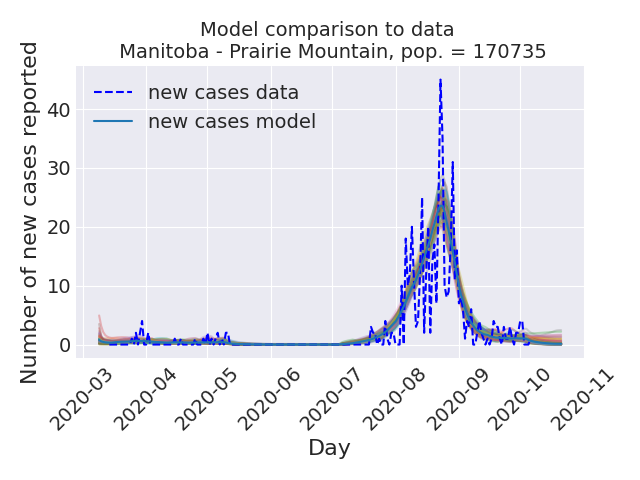 Model comparison to data
Manitoba - Prairie Mountain, pop. = 170735
Number of new cases reported
new cases data
new cases model
40
30
20
10
0
2020-03
2020-04
2020-05
2020-06
2020-07
2020-08
2020-09
2020-10
2020-11
Day